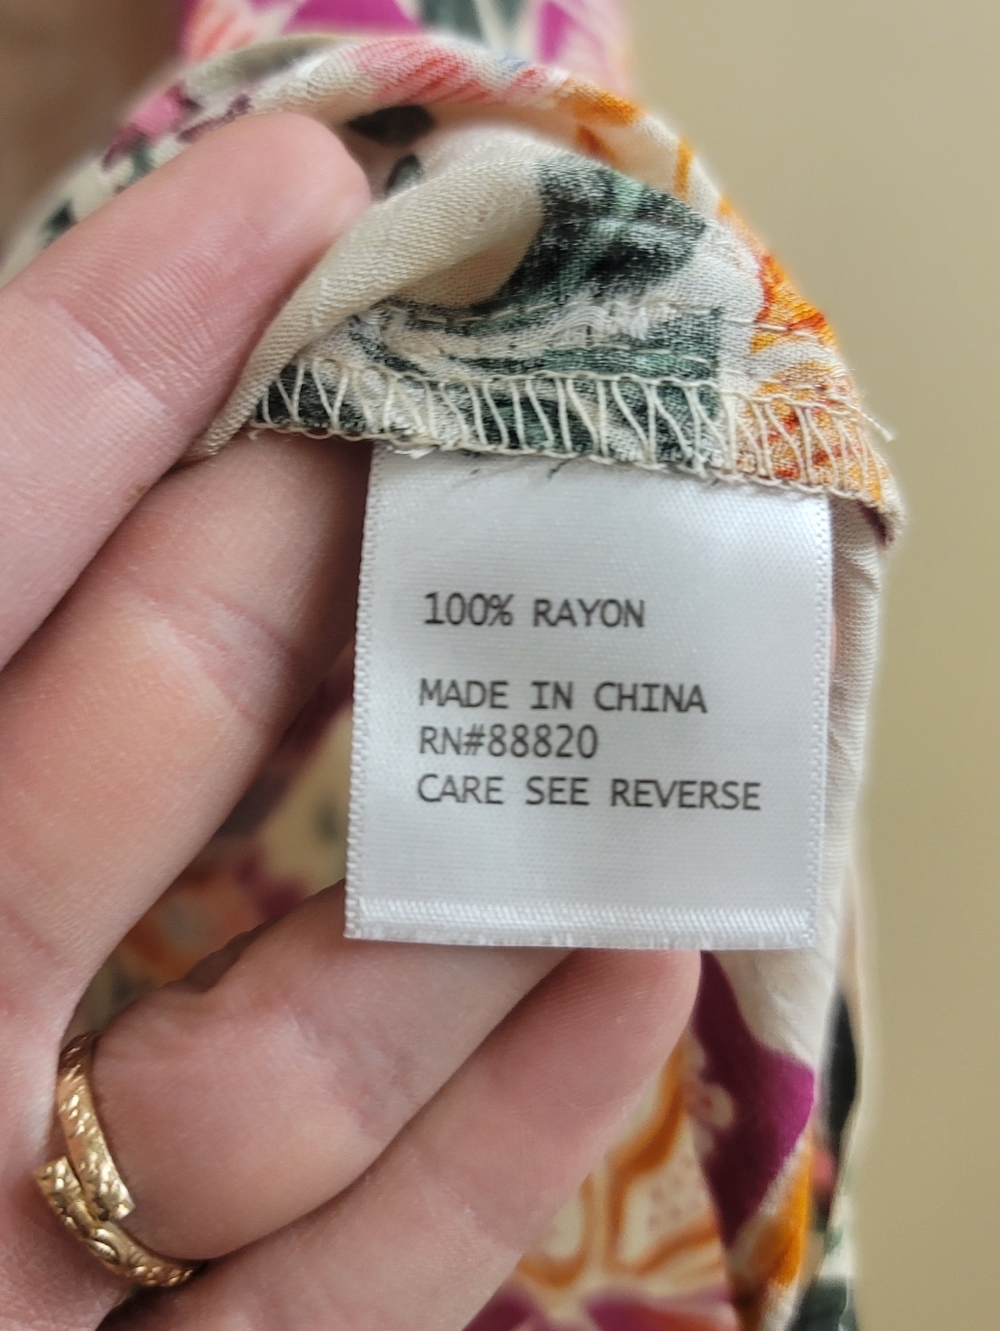 100% RAYON
MADE IN CHINA
RN#88820
CARE SEE REVERSE